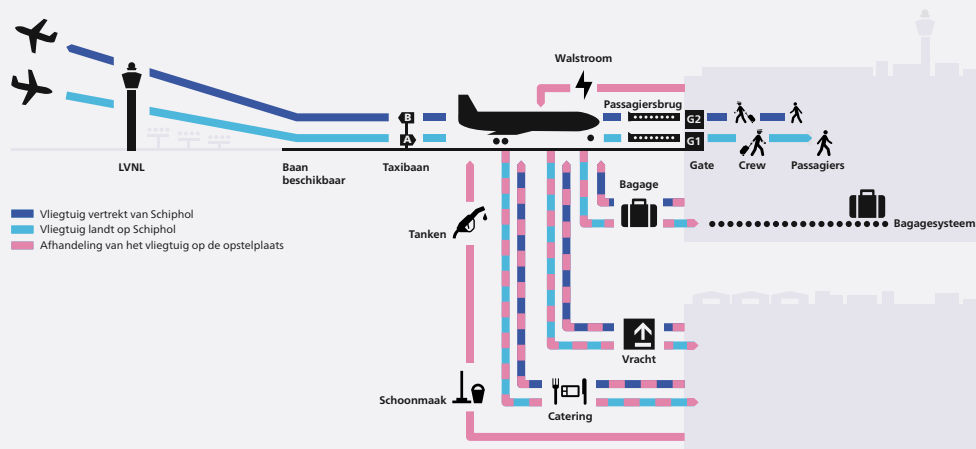 Walstroom
Passagiersbrug
B
A
G2
G1
LVNL
Baan
beschikbaar
Taxibaan
Gate
Crew
Passagiers
Bagage
Vliegtuig vertrekt van Schiphol
Vliegtuig landt op Schiphol
Afhandeling van het vliegtuig op de opstelplaats
Tanken
Bagagesysteem
Vracht
Schoonmaak
Catering